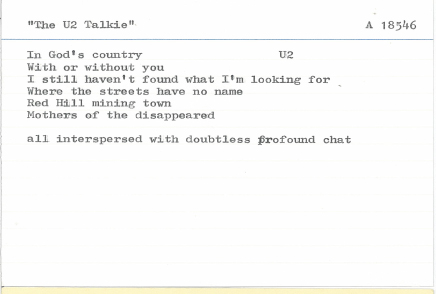 "The U2 Talkie" A 18546
In God's country U2
With or without you
I still haven't found what I'm looking for
Where the streets have no name
Red Hill mining town
Mothers of the disappeared
all interspersed with doubtless profound chat